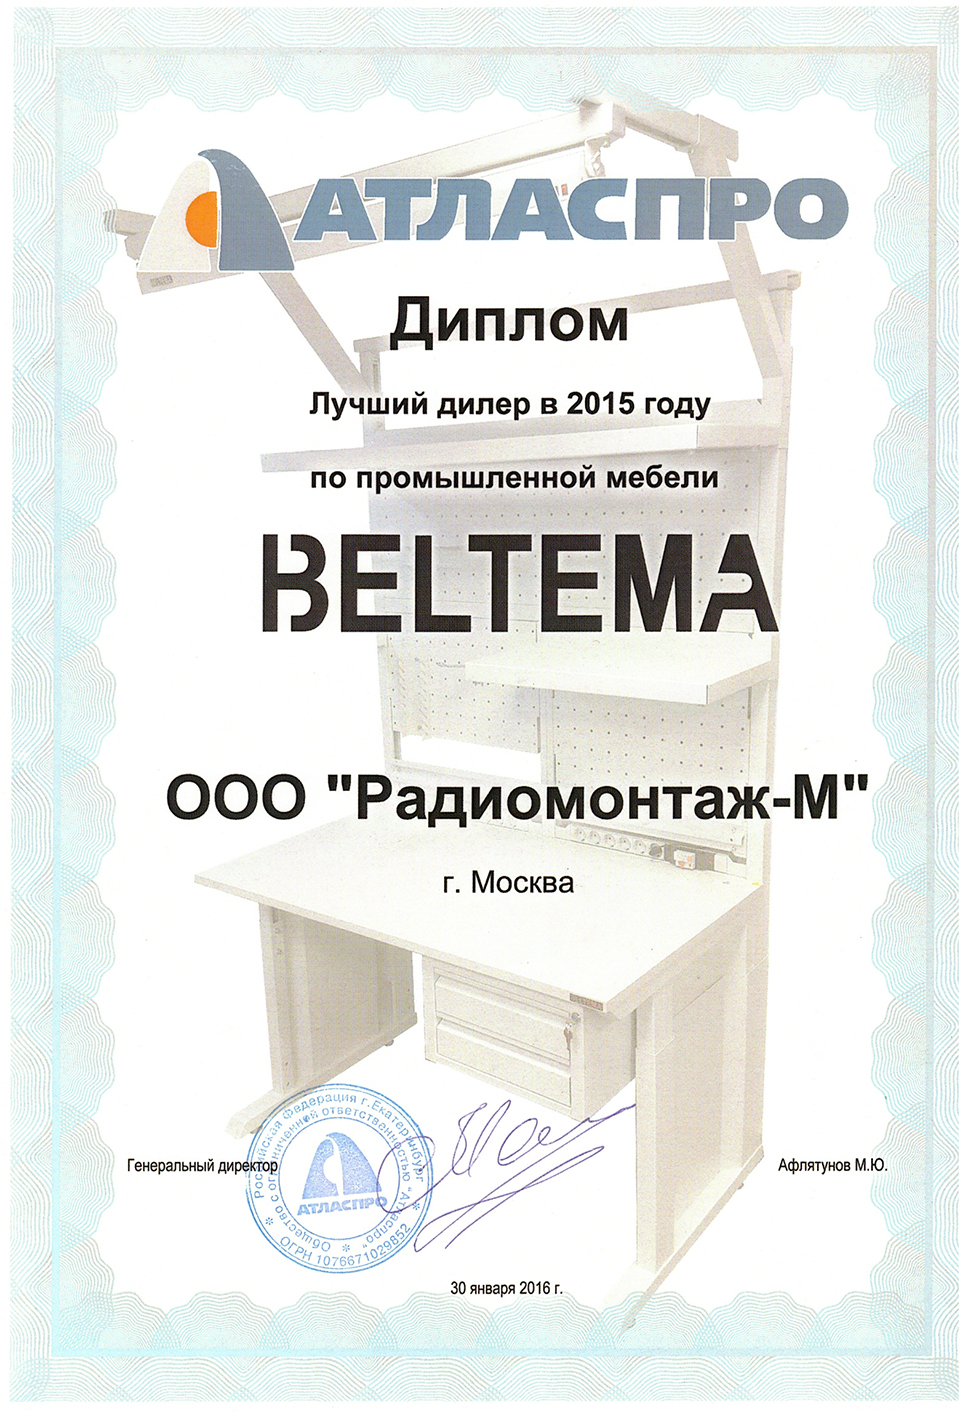 АТЛАСПРО
Диплом
Лучший дилер в 2015 году
по промышленной мебели
BELTEMA
ООО "Радиомонтаж-М"
г. Москва
BELTEMA
Российская Федерация г. Екатеринбург
Общество с ограниченной ответственностью "Атласпро"
АТЛАСПРО
ОГРН 1076671029852
Генеральный директор
Афлятунов М.Ю.
30 января 2016 г.